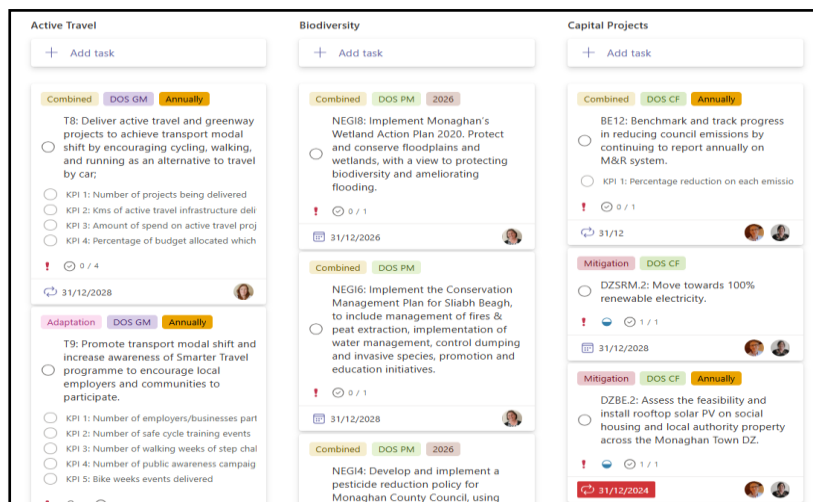 Active Travel
Add task
Combined DOS GM Annually
T8: Deliver active travel and greenway
projects to achieve transport modal
shift by encouraging cycling, walking,
and running as an alternative to travel
by car;
KPI 1: Number of projects being delivered
KPI 2: Kms of active travel infrastructure deli
KPI 3: Amount of spend on active travel proj
KPI 4: Percentage of budget allocated which
0 / 4
31/12/2028
Adaptation DOS GM Annually
T9: Promote transport modal shift and
increase awareness of Smarter Travel
programme to encourage local
employers and communities to
participate.
KPI 1: Number of employers/businesses part
KPI 2: Number of safe cycle training events
KPI 3: Number of walking weeks of step chal
KPI 4: Number of public awareness campaig
KPI 5: Bike weeks events delivered
Biodiversity
Add task
Combined DOS PM 2026
NEGI8: Implement Monaghan's
Wetland Action Plan 2020. Protect
and conserve floodplains and
wetlands, with a view to protecting
biodiversity and ameliorating
flooding.
0 / 1
31/12/2026
Combined DOS PM
NEGI6: Implement the Conservation
Management Plan for Sliabh Beagh,
to include management of fires &
peat extraction, implementation of
water management, control dumping
and invasive species, promotion and
education initiatives.
0 / 1
31/12/2028
Combined DOS PM 2026
NEGI4: Develop and implement a
pesticide reduction policy for
Monaghan County Council, using
Capital Projects
Add task
Combined DOS CF Annually
BE12: Benchmark and track progress
in reducing council emissions by
continuing to report annually on
M&R system.
KPI 1: Percentage reduction on each emissio
0 / 1
31/12
Mitigation DOS CF
DZSRM.2: Move towards 100%
renewable electricity.
1 / 1
31/12/2028
Mitigation DOS CF Annually
DZBE.2: Assess the feasibility and
install rooftop solar PV on social
housing and local authority property
across the Monaghan Town DZ.
1 / 1
31/12/2024